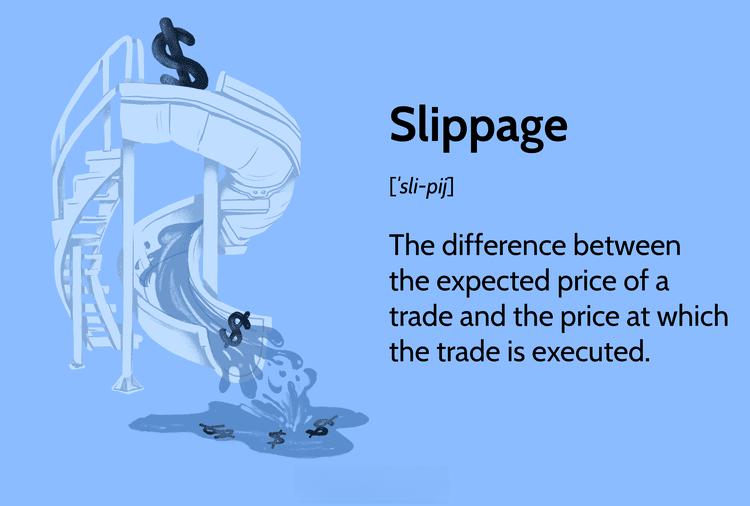 Slippage
[ˈsli-pij]
The difference between
the expected price of a
trade and the price at which
the trade is executed.